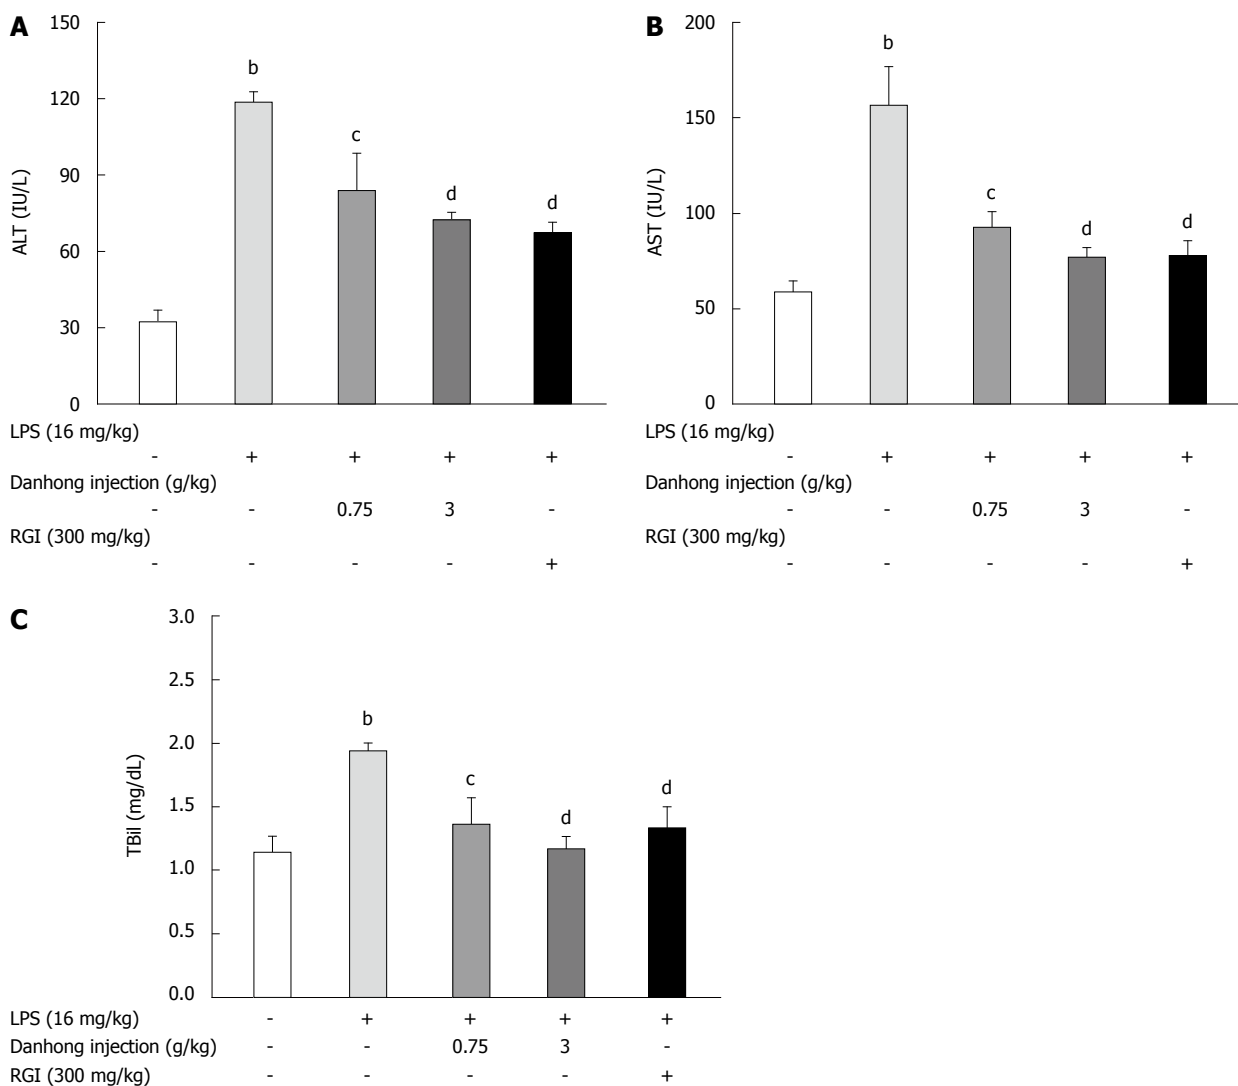 A
150
120
90
60
30
0
ALT (IU/L)
b
c
d
d
LPS (16 mg/kg)
- + + + +
Danhong injection (g/kg)
- - 0.75 3 -
RGI (300 mg/kg)
- - - - +
B
200
150
100
50
0
AST (IU/L)
b
c
d
d
LPS (16 mg/kg)
- + + + +
Danhong injection (g/kg)
- - 0.75 3 -
RGI (300 mg/kg)
- - - - +
C
3.0
2.5
2.0
1.5
1.0
0.5
0.0
TBil (mg/dL)
b
c
d
d
LPS (16 mg/kg) - + + + +
Danhong injection (g/kg) - - 0.75 3 -
RGI (300 mg/kg) - - - - +